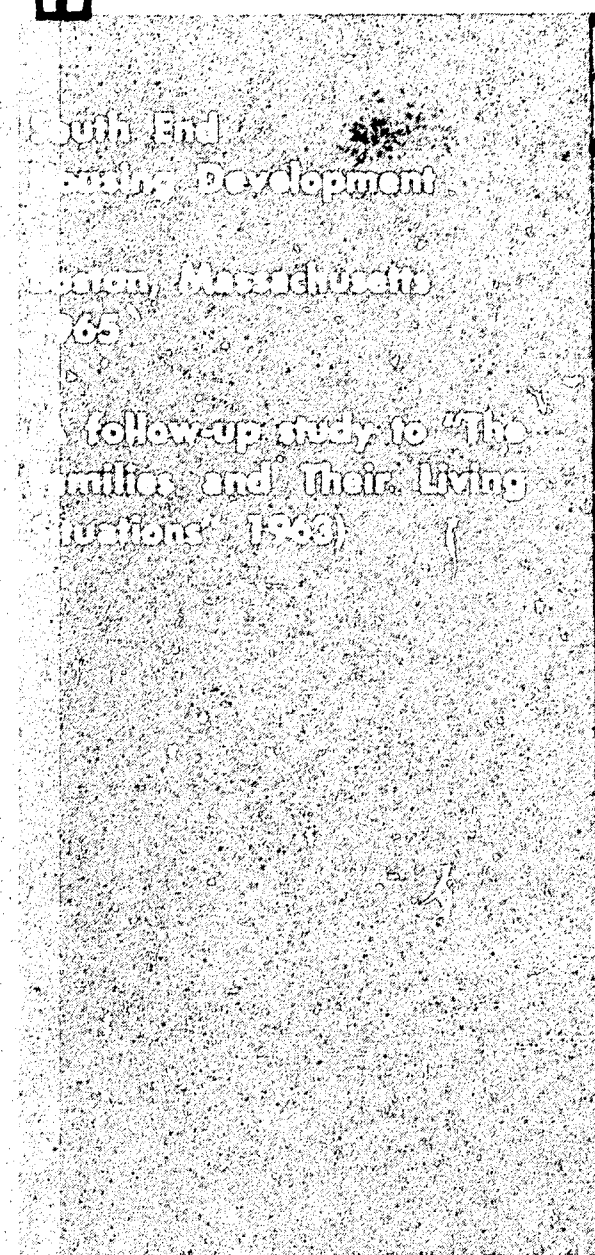 South End
Housing Development
Boston, Massachusetts
1965
A follow-up study to "The
Families and Their Living
Situations" 1963)